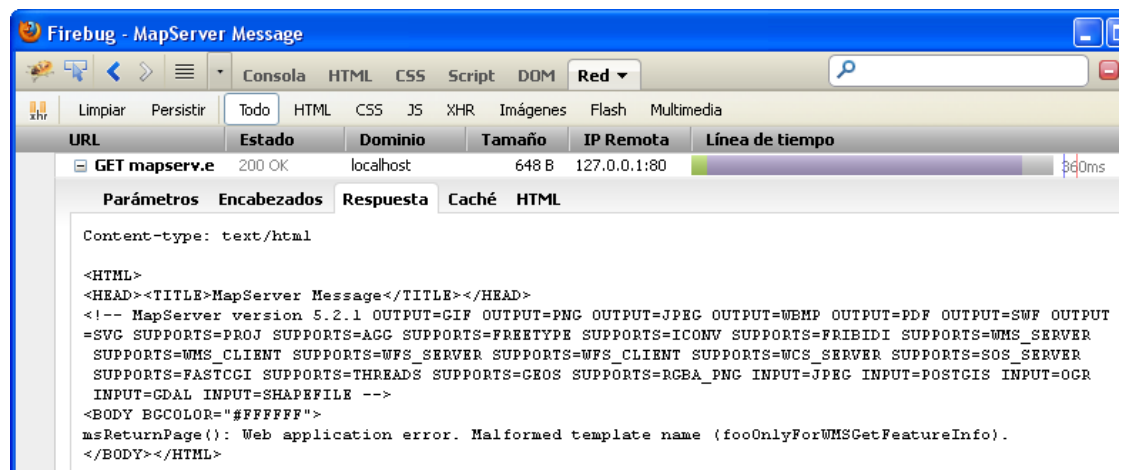 Firebug - MapServer Message
Consola HTML CSS Script DOM Red
xhr Limpiar Persistir Todo HTML CSS JS XHR Imágenes Flash Multimedia
URL Estado Dominio Tamaño IP Remota Línea de tiempo
GET mapserv.e 200 OK localhost 648 B 127.0.0.1:80 360ms
Parámetros Encabezados Respuesta Caché HTML
Content-type: text/html
<HTML>
<HEAD><TITLE>MapServer Message</TITLE></HEAD>
<!-- MapServer version 5.2.1 OUTPUT=GIF OUTPUT=PNG OUTPUT=JPEG OUTPUT=WBMP OUTPUT=PDF OUTPUT=SWF OUTPUT
=SVG SUPPORTS=PROJ SUPPORTS=AGG SUPPORTS=FREETYPE SUPPORTS=ICONV SUPPORTS=FRIBIDI SUPPORTS=WMS_SERVER
SUPPORTS=WMS_CLIENT SUPPORTS=WFS_SERVER SUPPORTS=WFS_CLIENT SUPPORTS=WCS_SERVER SUPPORTS=SOS_SERVER
SUPPORTS=FASTCGI SUPPORTS=THREADS SUPPORTS=GEOS SUPPORTS=RGBA_PNG INPUT=JPEG INPUT=POSTGIS INPUT=OGR
INPUT=GDAL INPUT=SHAPEFILE -->
<BODY BGCOLOR="#FFFFFF">
msReturnPage(): Web application error. Malformed template name (fooOnlyForWMSGetFeatureInfo).
</BODY></HTML>